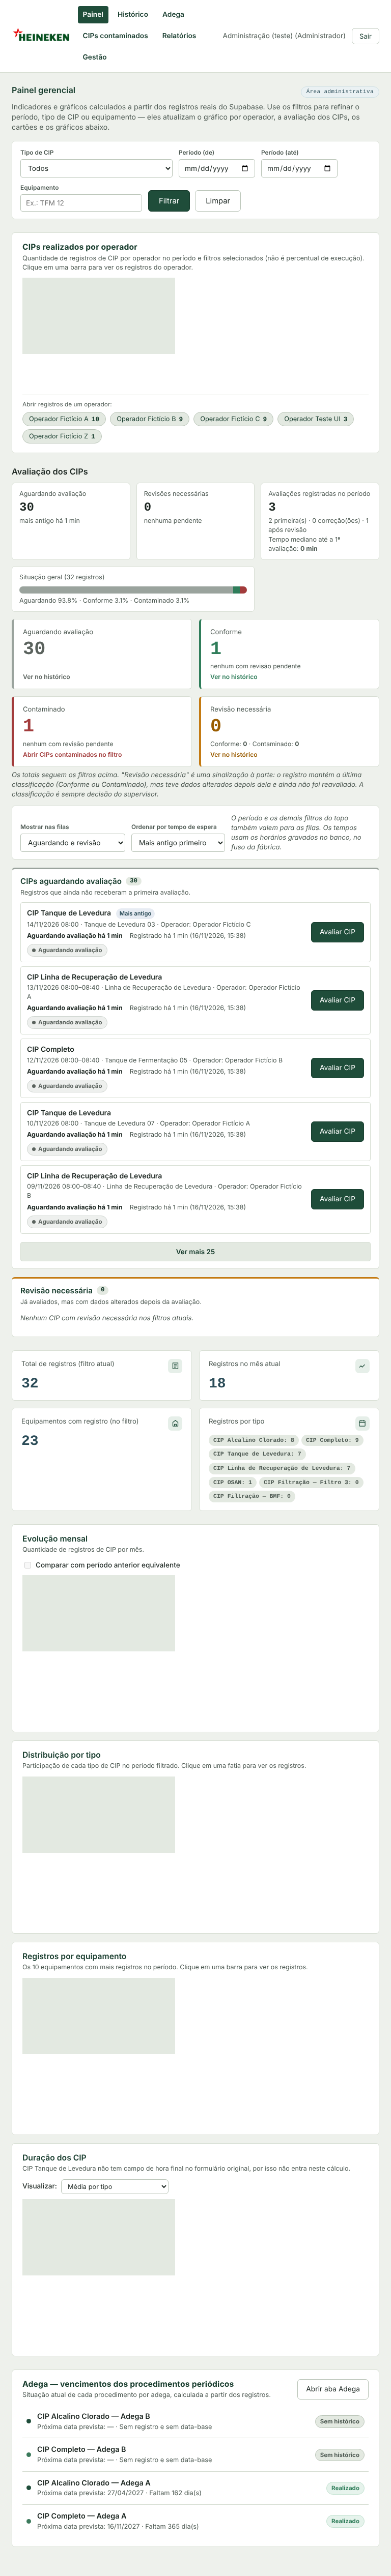 HEINEKEN
Painel Histórico Adega
CIPs contaminados Relatórios
Gestão
Administração (teste) (Administrador) Sair
Painel gerencial
Área administrativa
Indicadores e gráficos calculados a partir dos registros reais do Supabase. Use os filtros para refinar o
período, tipo de CIP ou equipamento — eles atualizam o gráfico por operador, a avaliação dos CIPs, os
cartões e os gráficos abaixo.
Tipo de CIP Período (de) Período (até)
Todos mm/dd/yyyy mm/dd/yyyy
Equipamento
Ex.: TFM 12 Filtrar Limpar
CIPs realizados por operador
Quantidade de registros de CIP por operador no período e filtros selecionados (não é percentual de execução).
Clique em uma barra para ver os registros do operador.
Abrir registros de um operador:
Operador Fictício A 10 Operador Fictício B 9 Operador Fictício C 9 Operador Teste UI 3
Operador Fictício Z 1
Avaliação dos CIPs
Aguardando avaliação
30
mais antigo há 1 min
Revisões necessárias
0
nenhuma pendente
Avaliações registradas no período
3
2 primeira(s) · 0 correção(ões) · 1
após revisão
Tempo mediano até a 1ª
avaliação: 0 min
Situação geral (32 registros)
Aguardando 93.8% · Conforme 3.1% · Contaminado 3.1%
Aguardando avaliação
30
Ver no histórico
Conforme
1
nenhum com revisão pendente
Ver no histórico
Contaminado
1
nenhum com revisão pendente
Abrir CIPs contaminados no filtro
Revisão necessária
0
Conforme: 0 · Contaminado: 0
Os totais seguem os filtros acima. "Revisão necessária" é uma sinalização à parte: o registro mantém a última
classificação (Conforme ou Contaminado), mas teve dados alterados depois dela e ainda não foi reavaliado. A
classificação é sempre decisão do supervisor.
Mostrar nas filas
Aguardando e revisão
Ordenar por tempo de espera
Mais antigo primeiro
O período e os demais filtros do topo
também valem para as filas. Os tempos
usam os horários gravados no banco, no
fuso da fábrica.
CIPs aguardando avaliação 30
Registros que ainda não receberam a primeira avaliação.
CIP Tanque de Levedura Mais antigo
14/11/2026 08:00 · Tanque de Levedura 03 · Operador: Operador Fictício C
Aguardando avaliação há 1 min Registrado há 1 min (16/11/2026, 15:38)
Aguardando avaliação
Avaliar CIP
CIP Linha de Recuperação de Levedura
13/11/2026 08:00–08:40 · Linha de Recuperação de Levedura · Operador: Operador Fictício
A
Aguardando avaliação há 1 min Registrado há 1 min (16/11/2026, 15:38)
Aguardando avaliação
Avaliar CIP
CIP Completo
12/11/2026 08:00–08:40 · Tanque de Fermentação 05 · Operador: Operador Fictício B
Aguardando avaliação há 1 min Registrado há 1 min (16/11/2026, 15:38)
Aguardando avaliação
Avaliar CIP
CIP Tanque de Levedura
10/11/2026 08:00 · Tanque de Levedura 07 · Operador: Operador Fictício A
Aguardando avaliação há 1 min Registrado há 1 min (16/11/2026, 15:38)
Aguardando avaliação
Avaliar CIP
CIP Linha de Recuperação de Levedura
09/11/2026 08:00–08:40 · Linha de Recuperação de Levedura · Operador: Operador Fictício
B
Aguardando avaliação há 1 min Registrado há 1 min (16/11/2026, 15:38)
Aguardando avaliação
Avaliar CIP
Ver mais 25
Revisão necessária 0
Já avaliados, mas com dados alterados depois da avaliação.
Nenhum CIP com revisão necessária nos filtros atuais.
Total de registros (filtro atual)
32
Registros no mês atual
18
Equipamentos com registro (no filtro)
23
Registros por tipo
CIP Alcalino Clorado: 8 CIP Completo: 9
CIP Tanque de Levedura: 7
CIP Linha de Recuperação de Levedura: 7
CIP OSAN: 1 CIP Filtração — Filtro 3: 0
CIP Filtração — BMF: 0
Evolução mensal
Quantidade de registros de CIP por mês.
Comparar com período anterior equivalente
Distribuição por tipo
Participação de cada tipo de CIP no período filtrado. Clique em uma fatia para ver os registros.
Registros por equipamento
Os 10 equipamentos com mais registros no período. Clique em uma barra para ver os registros.
Duração dos CIP
CIP Tanque de Levedura não tem campo de hora final no formulário original, por isso não entra neste cálculo.
Visualizar: Média por tipo
Adega — vencimentos dos procedimentos periódicos
Situação atual de cada procedimento por adega, calculada a partir dos registros.
Abrir aba Adega
CIP Alcalino Clorado — Adega B
Próxima data prevista: — · Sem registro e sem data-base
Sem histórico
CIP Completo — Adega B
Próxima data prevista: — · Sem registro e sem data-base
Sem histórico
CIP Alcalino Clorado — Adega A
Próxima data prevista: 27/04/2027 · Faltam 162 dia(s)
Realizado
CIP Completo — Adega A
Próxima data prevista: 16/11/2027 · Faltam 365 dia(s)
Realizado